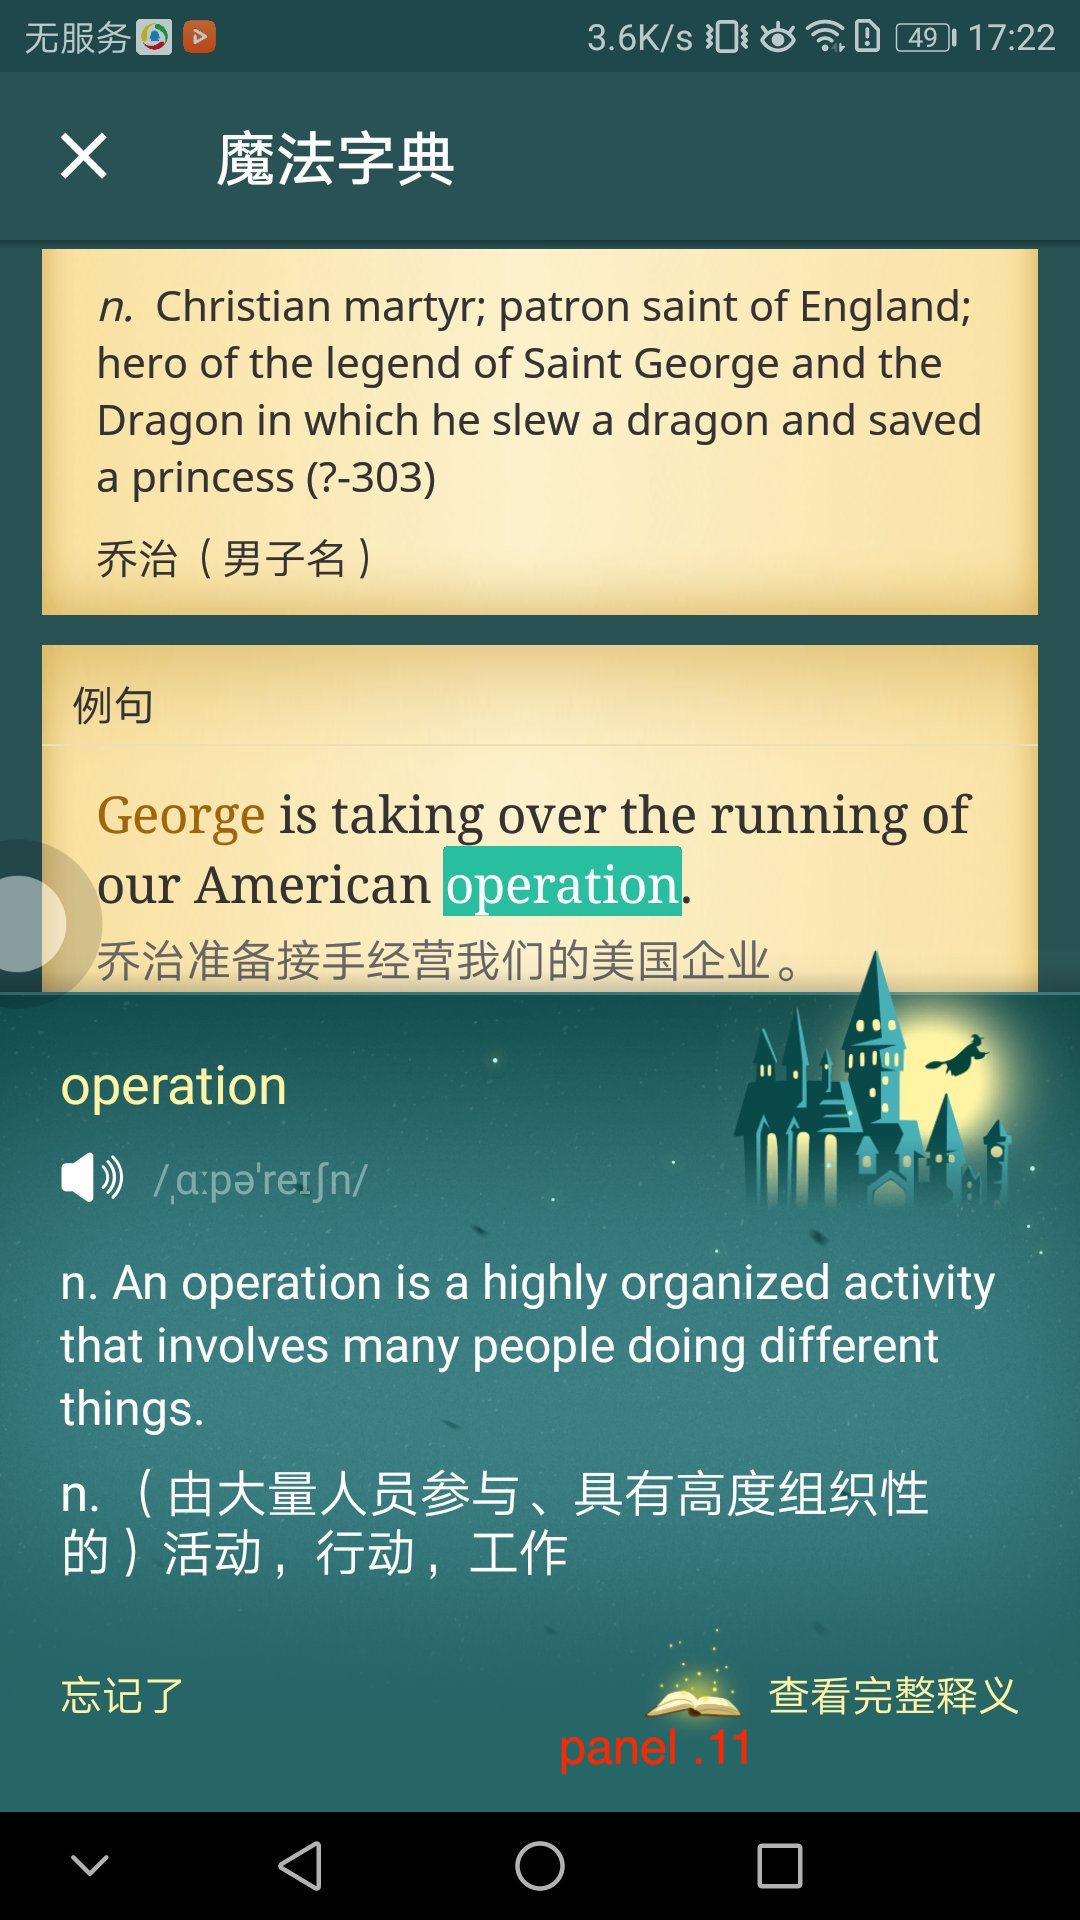 无服务 3.6K/s 49 17:22
魔法字典
n. Christian martyr; patron saint of England;
hero of the legend of Saint George and the
Dragon in which he slew a dragon and saved
a princess (?-303)
乔治（男子名）
例句
George is taking over the running of
our American operation.
乔治准备接手经营我们的美国企业。
operation
/ˌɑːpə'reɪʃn/
n. An operation is a highly organized activity
that involves many people doing different
things.
n. （由大量人员参与、具有高度组织性
的）活动，行动，工作
忘记了 查看完整释义
panel .11